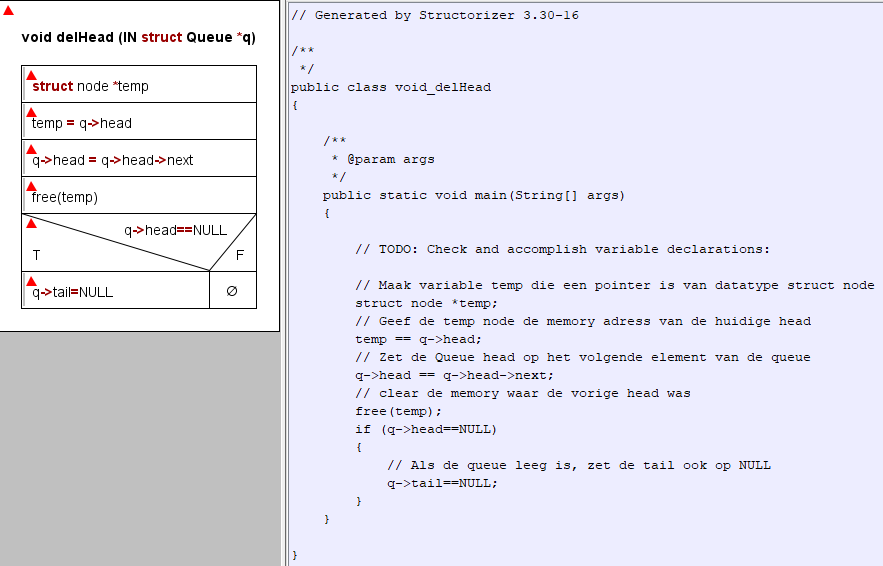 void delHead (IN struct Queue *q)
struct node *temp
temp = q->head
q->head = q->head->next
free(temp)
q->head==NULL
T
F
q->tail=NULL
∅
// Generated by Structorizer 3.30-16
/**
*/
public class void_delHead
{
/**
* @param args
*/
public static void main(String[] args)
{
// TODO: Check and accomplish variable declarations:
// Maak variable temp die een pointer is van datatype struct node
struct node *temp;
// Geef de temp node de memory adress van de huidige head
temp == q->head;
// Zet de Queue head op het volgende element van de queue
q->head == q->head->next;
// clear de memory waar de vorige head was
free(temp);
if (q->head==NULL)
{
// Als de queue leeg is, zet de tail ook op NULL
q->tail==NULL;
}
}
}